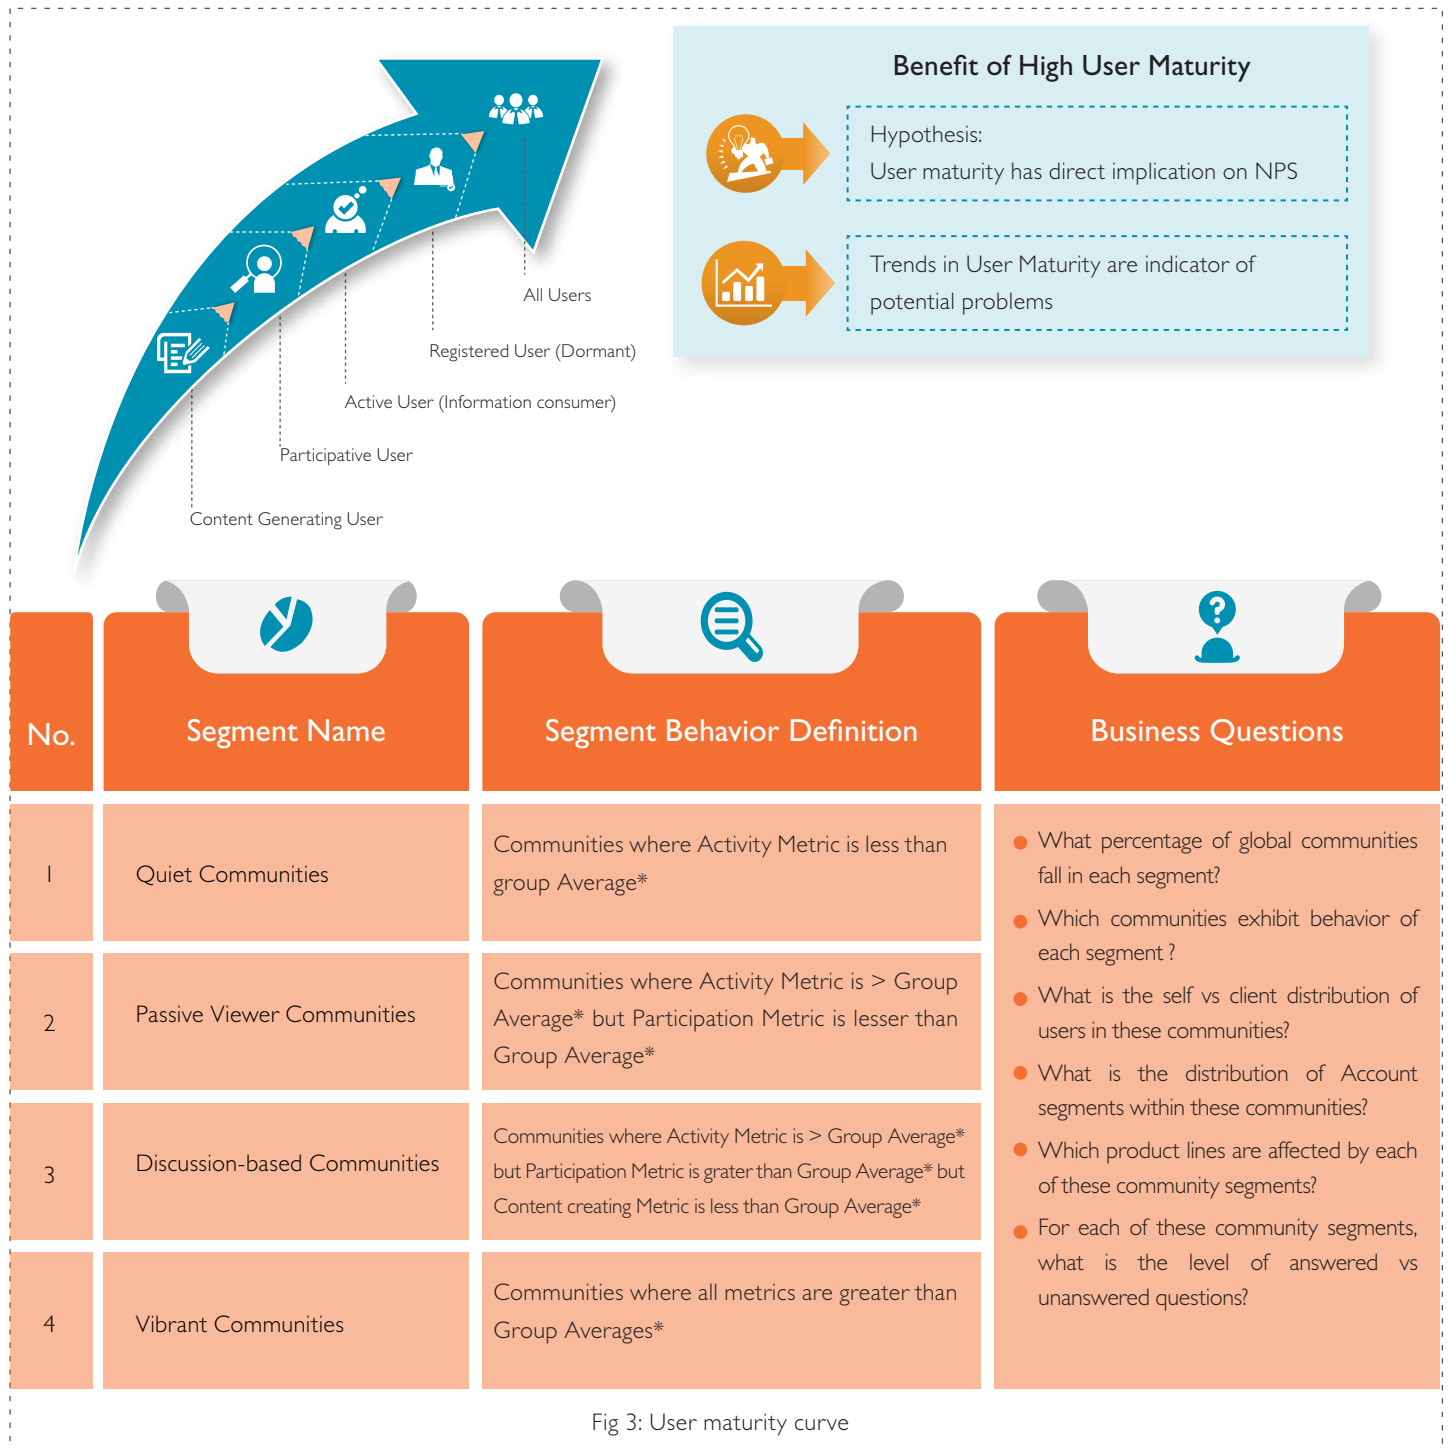 Benefit of High User Maturity
Hypothesis:
User maturity has direct implication on NPS
Trends in User Maturity are indicator of
potential problems
All Users
Registered User (Dormant)
Active User (Information consumer)
Participative User
Content Generating User
No.
Segment Name
Segment Behavior Definition
Business Questions
1
Quiet Communities
Communities where Activity Metric is less than
group Average*
2
Passive Viewer Communities
Communities where Activity Metric is > Group
Average* but Participation Metric is lesser than
Group Average*
3
Discussion-based Communities
Communities where Activity Metric is > Group Average*
but Participation Metric is grater than Group Average* but
Content creating Metric is less than Group Average*
4
Vibrant Communities
Communities where all metrics are greater than
Group Averages*
What percentage of global communities
fall in each segment?
Which communities exhibit behavior of
each segment ?
What is the self vs client distribution of
users in these communities?
What is the distribution of Account
segments within these communities?
Which product lines are affected by each
of these community segments?
For each of these community segments,
what is the level of answered vs
unanswered questions?
Fig 3: User maturity curve